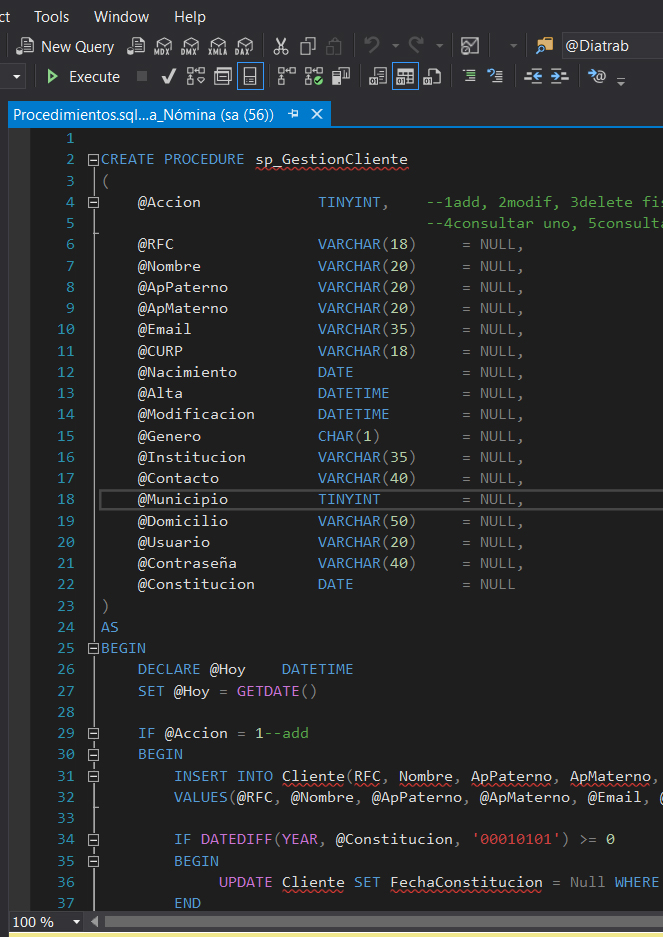 ct Tools Window Help
New Query MDX DMX XMLA DAX @Diatrab
Execute
Procedimientos.sql...a_Nómina (sa (56))
1
2 CREATE PROCEDURE sp_GestionCliente
3 (
4 @Accion TINYINT, --1add, 2modif, 3delete fis
5 --4consultar uno, 5consulta
6 @RFC VARCHAR(18) = NULL,
7 @Nombre VARCHAR(20) = NULL,
8 @ApPaterno VARCHAR(20) = NULL,
9 @ApMaterno VARCHAR(20) = NULL,
10 @Email VARCHAR(35) = NULL,
11 @CURP VARCHAR(18) = NULL,
12 @Nacimiento DATE = NULL,
13 @Alta DATETIME = NULL,
14 @Modificacion DATETIME = NULL,
15 @Genero CHAR(1) = NULL,
16 @Institucion VARCHAR(35) = NULL,
17 @Contacto VARCHAR(40) = NULL,
18 @Municipio TINYINT = NULL,
19 @Domicilio VARCHAR(50) = NULL,
20 @Usuario VARCHAR(20) = NULL,
21 @Contraseña VARCHAR(40) = NULL,
22 @Constitucion DATE = NULL
23 )
24 AS
25 BEGIN
26 DECLARE @Hoy DATETIME
27 SET @Hoy = GETDATE()
28
29 IF @Accion = 1--add
30 BEGIN
31 INSERT INTO Cliente(RFC, Nombre, ApPaterno, ApMaterno,
32 VALUES(@RFC, @Nombre, @ApPaterno, @ApMaterno, @Email, @
33
34 IF DATEDIFF(YEAR, @Constitucion, '00010101') >= 0
35 BEGIN
36 UPDATE Cliente SET FechaConstitucion = Null WHERE
37 END
100 %